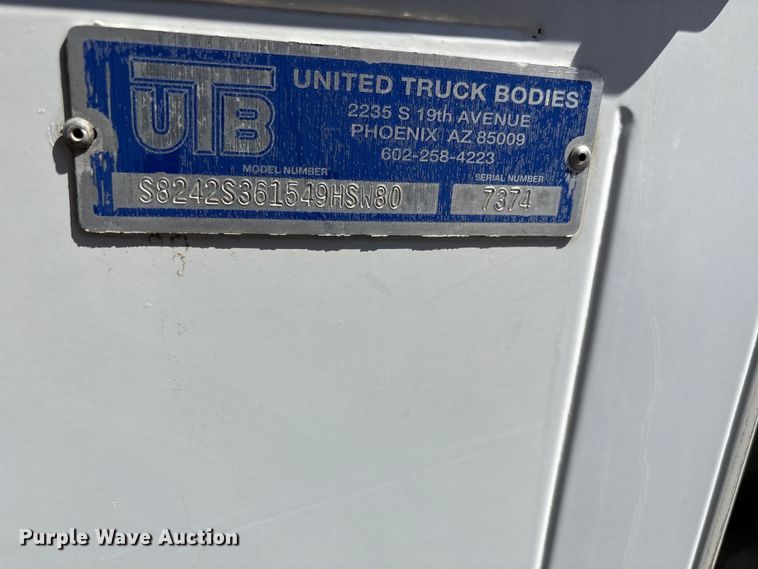 UTB
UNITED TRUCK BODIES
2235 S 19th AVENUE
PHOENIX AZ 85009
602-258-4223
MODEL NUMBER
SERIAL NUMBER
S8242S361549HSW80
7374
Purple Wave Auction